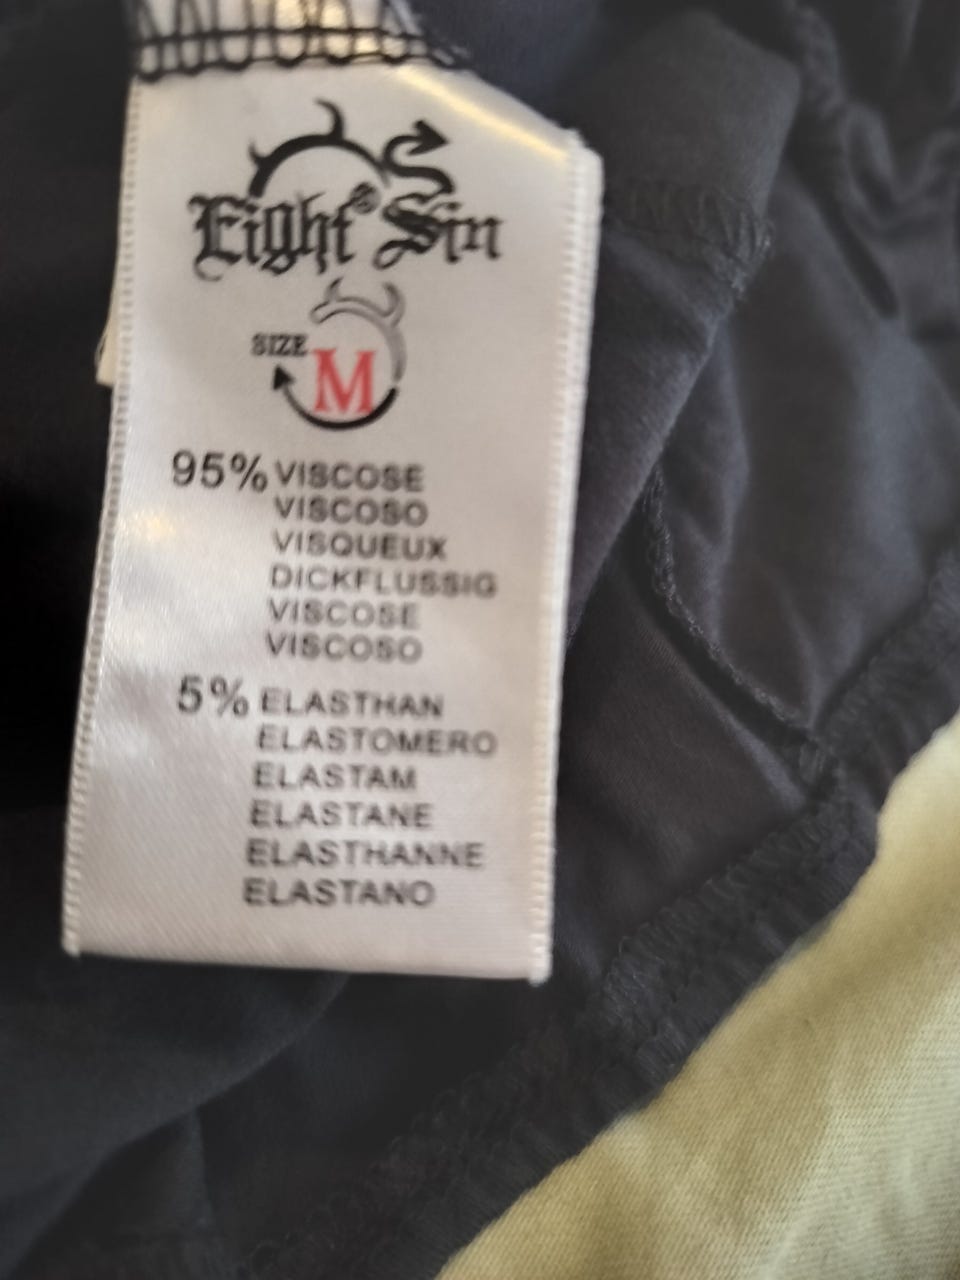 Eight® Sin
SIZE M
95% VISCOSE
VISCOSO
VISQUEUX
DICKFLUSSIG
VISCOSE
VISCOSO
5% ELASTHAN
ELASTOMERO
ELASTAM
ELASTANE
ELASTHANNE
ELASTANO